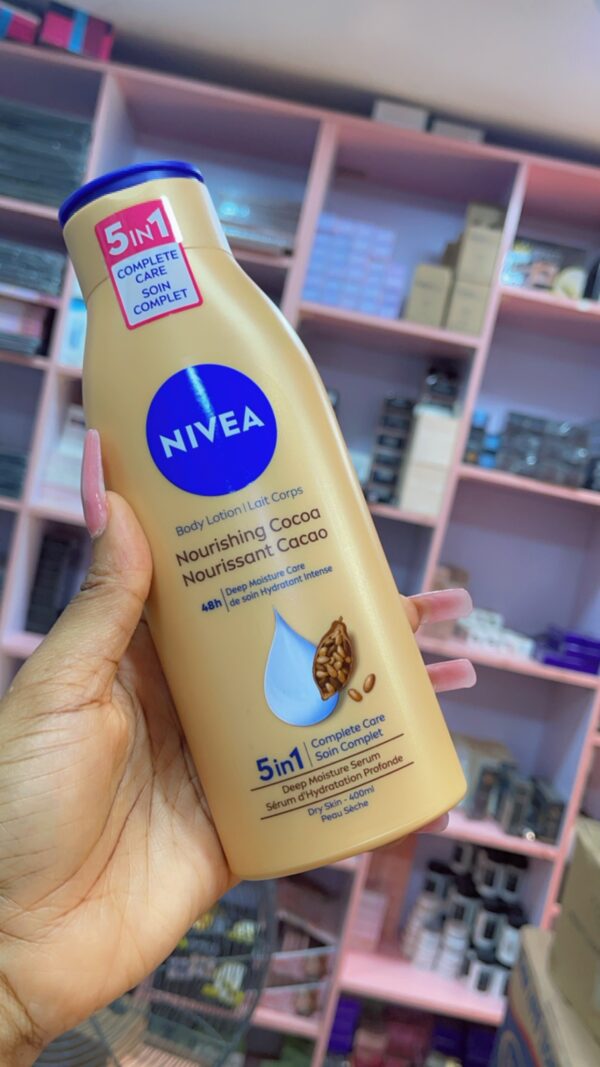 5IN1
COMPLETE
CARE
SOIN
COMPLET
NIVEA
Body Lotion | Lait Corps
Nourishing Cocoa
Nourissant Cacao
48h | Deep Moisture Care
de soin Hydratant Intense
5in1 | Complete Care
Soin Complet
Deep Moisture Serum
Sérum d'Hydratation Profonde
Dry Skin - 400ml
Peau Sèche